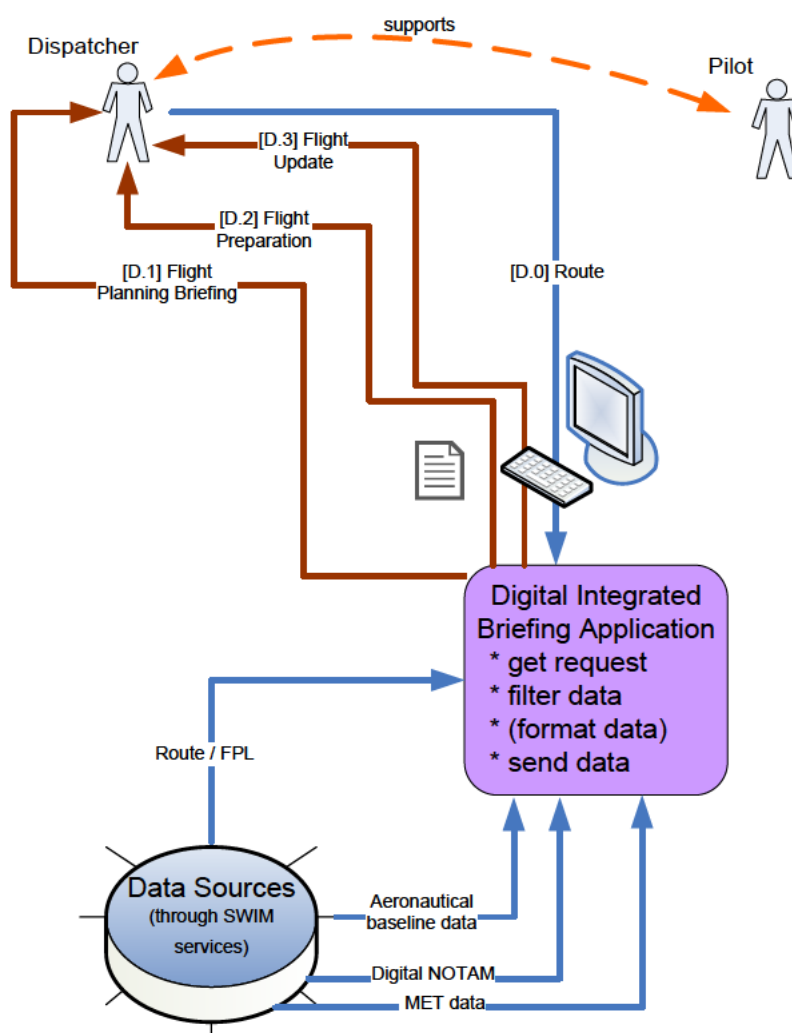 supports
Dispatcher
Pilot
[D.3] Flight
Update
[D.2] Flight
Preparation
[D.1] Flight
Planning Briefing
[D.0] Route
Digital Integrated
Briefing Application
* get request
* filter data
* (format data)
* send data
Route / FPL
Data Sources
(through SWIM
services)
Aeronautical
baseline data
Digital NOTAM
MET data